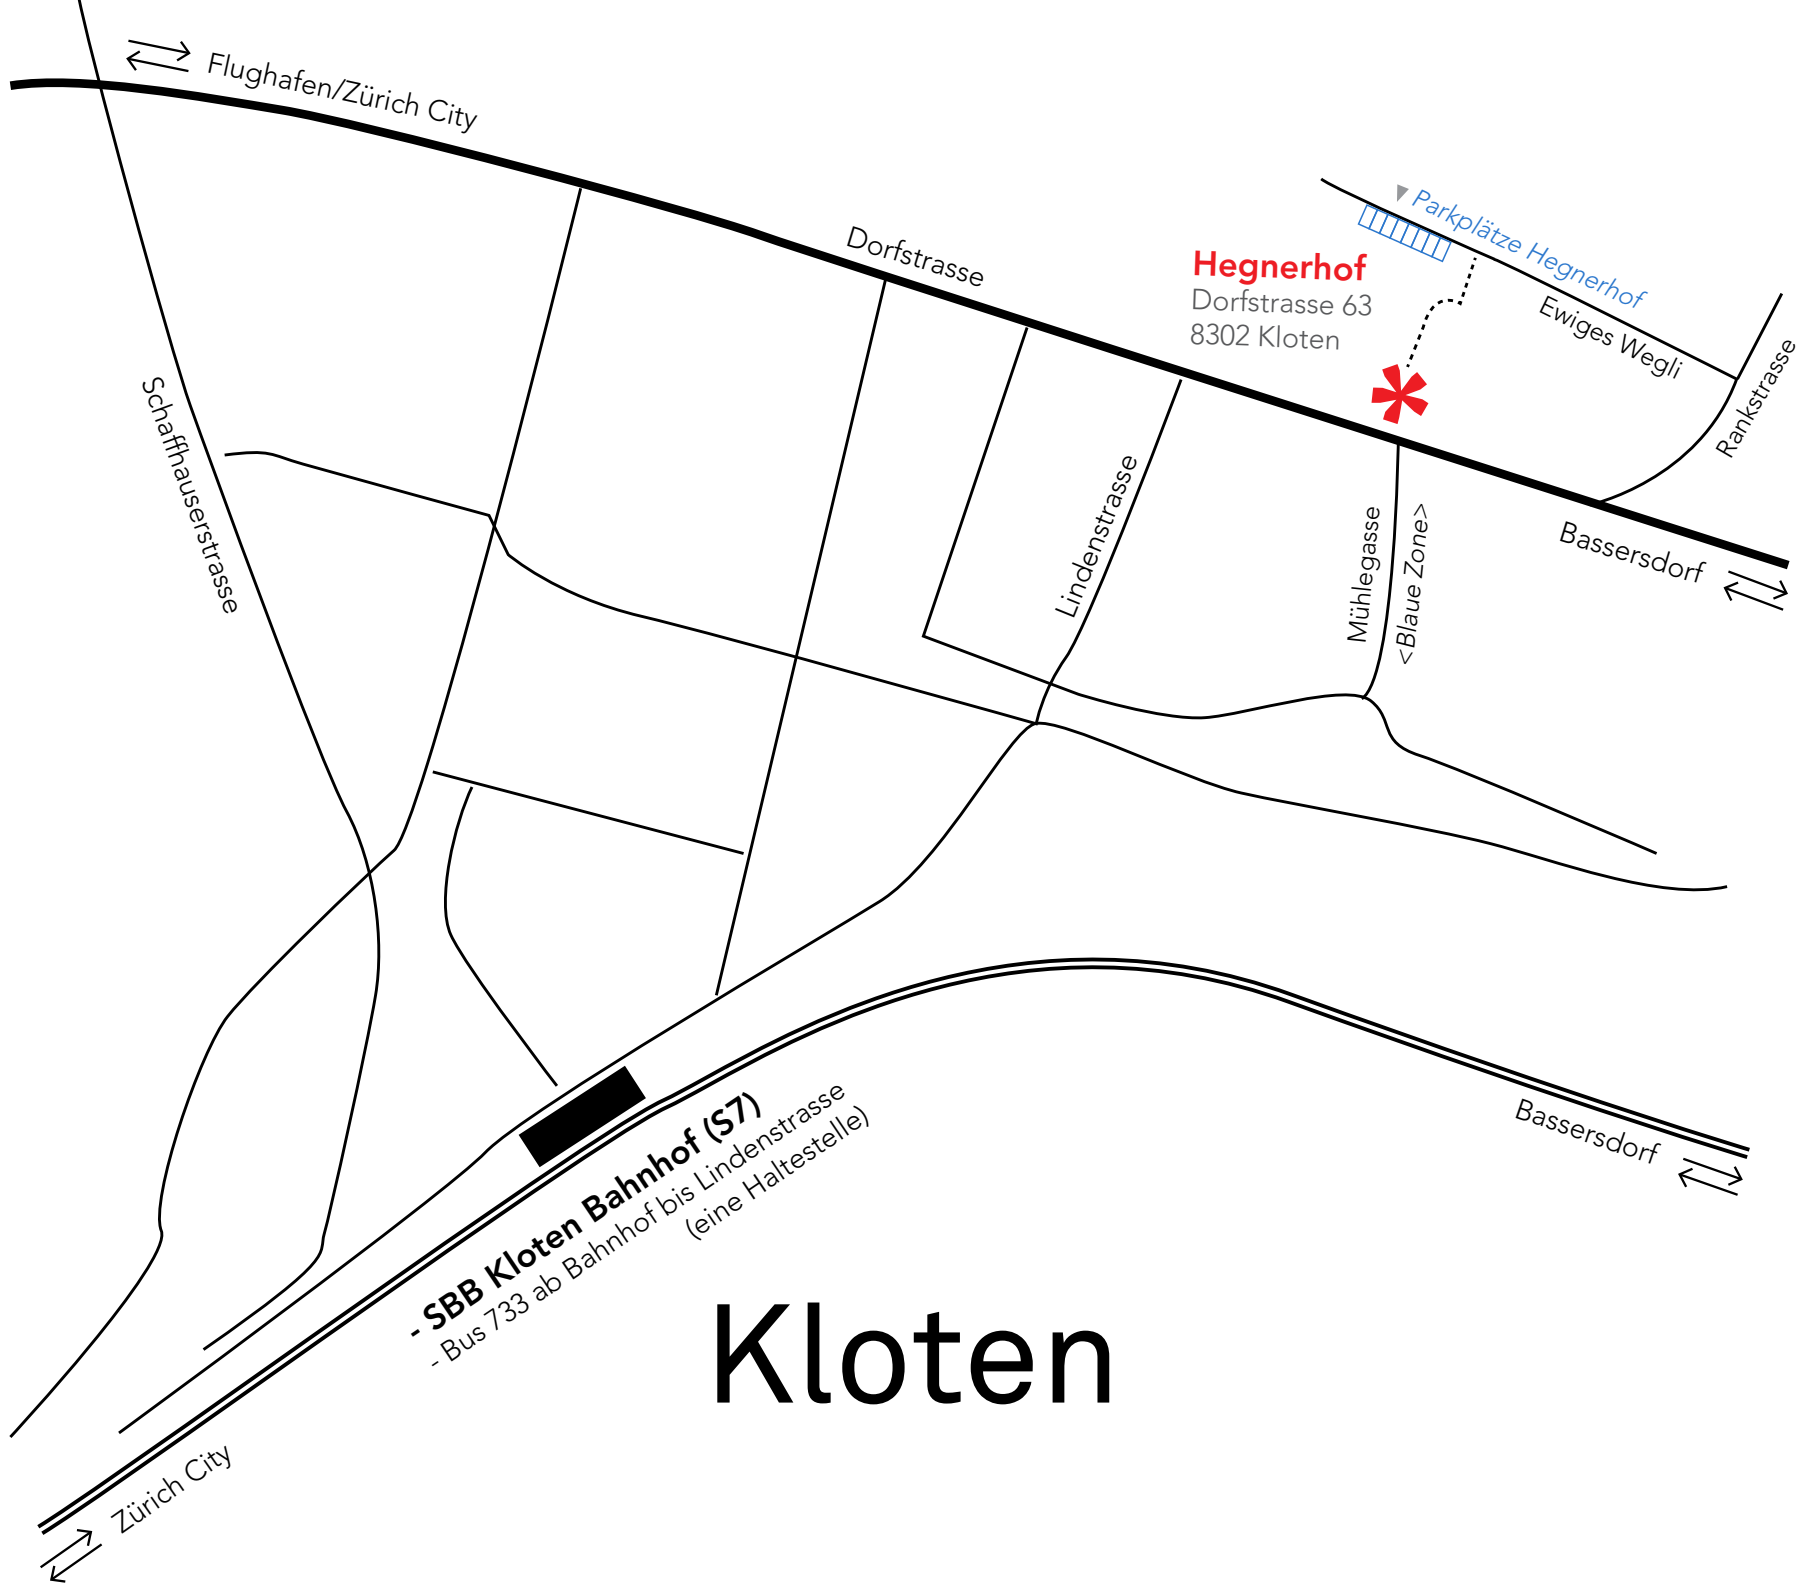 Flughafen/Zürich City
Parkplätze Hegnerhof
Dorfstrasse
Hegnerhof
Dorfstrasse 63
8302 Kloten
Ewiges Wegli
Rankstrasse
Schaffhauserstrasse
Lindenstrasse
Mühlegasse
<Blaue Zone>
Bassersdorf
- SBB Kloten Bahnhof (S7)
- Bus 733 ab Bahnhof bis Lindenstrasse
(eine Haltestelle)
Bassersdorf
Kloten
Zürich City